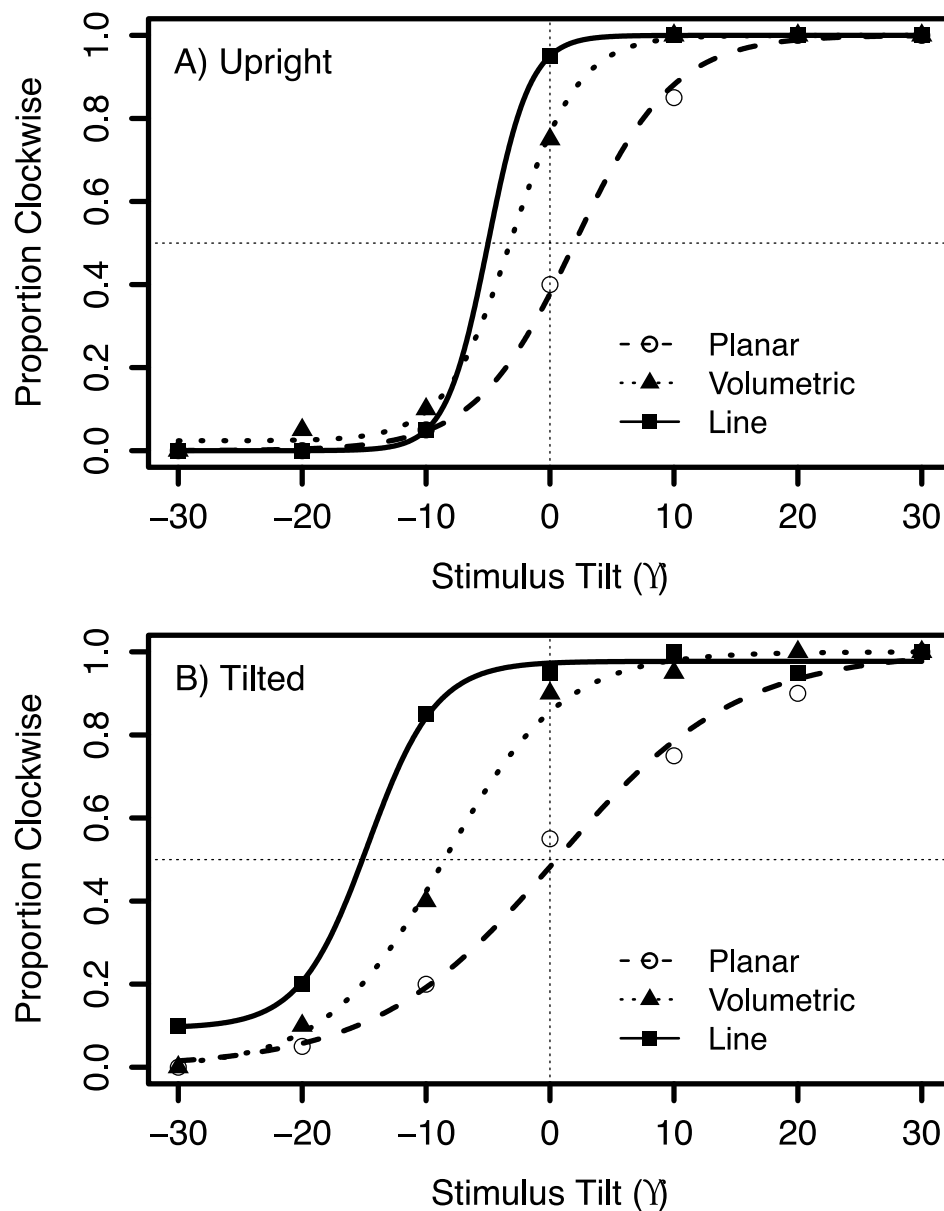 A) Upright
Proportion Clockwise
0.0 0.2 0.4 0.6 0.8 1.0
Planar
Volumetric
Line
−30 −20 −10 0 10 20 30
Stimulus Tilt (ϒ)
B) Tilted
Proportion Clockwise
0.0 0.2 0.4 0.6 0.8 1.0
Planar
Volumetric
Line
−30 −20 −10 0 10 20 30
Stimulus Tilt (ϒ)